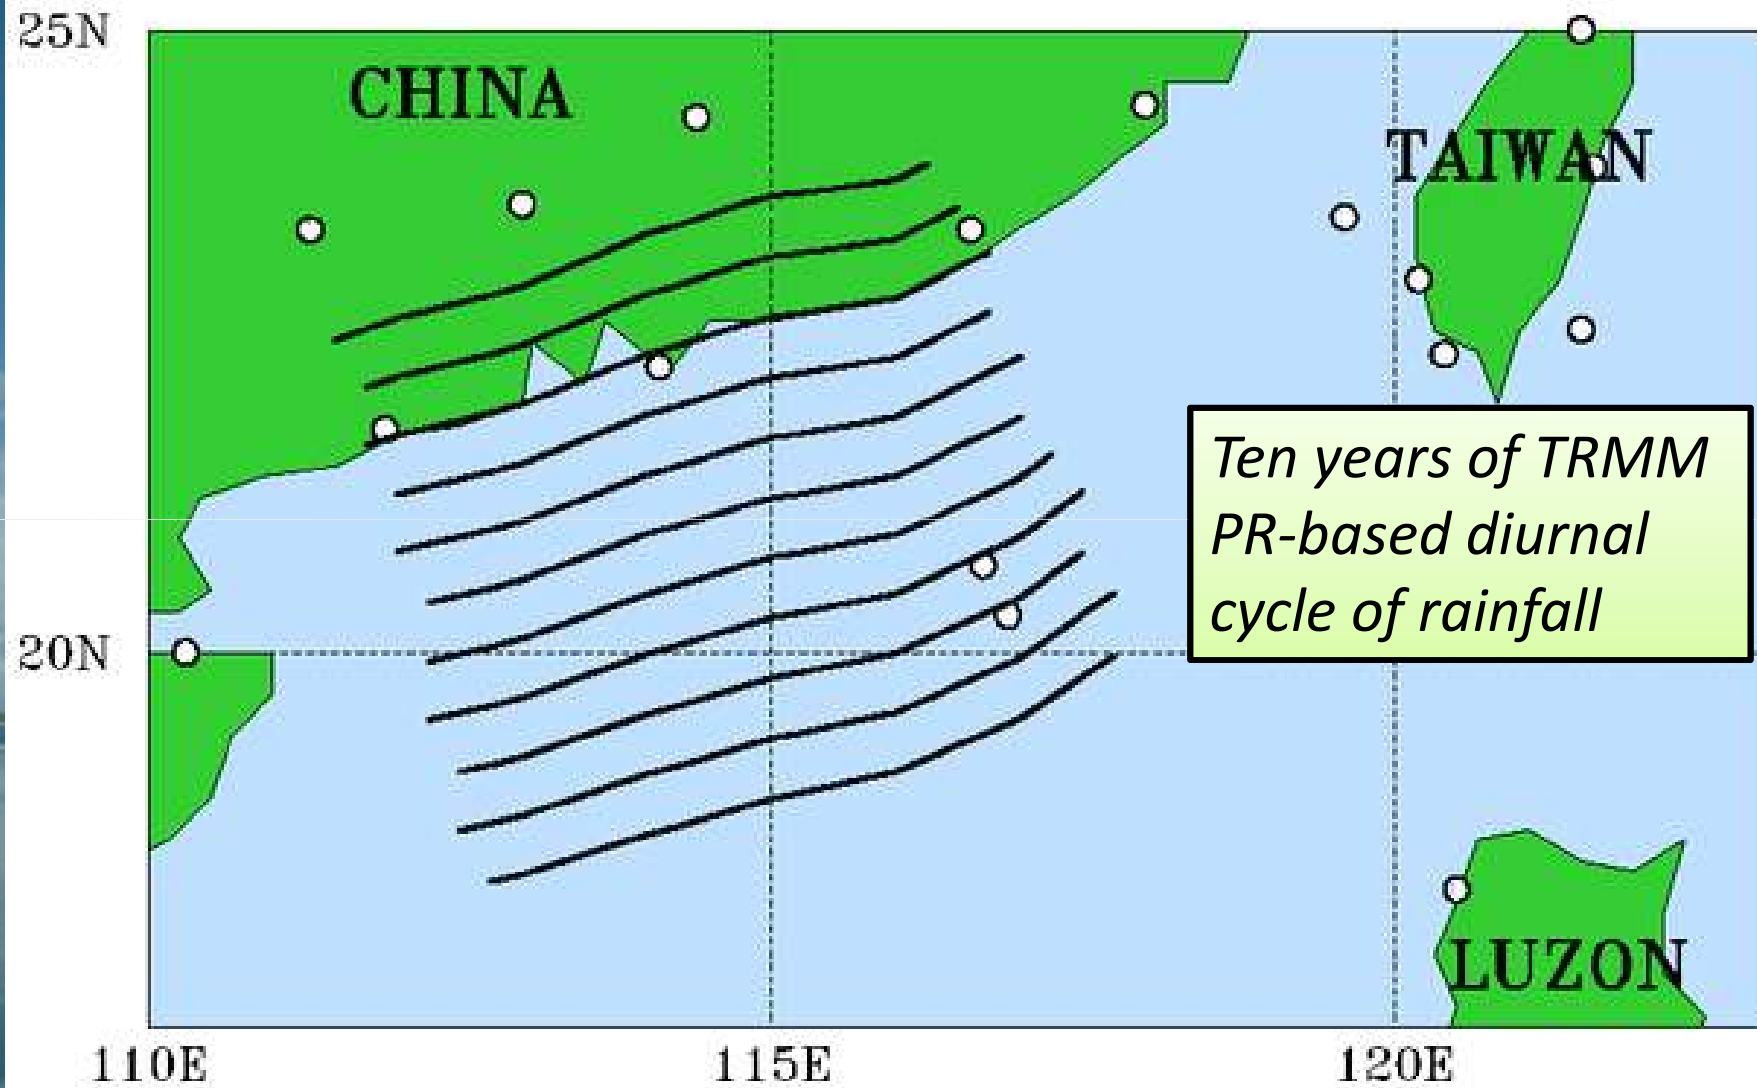 25N
CHINA
TAIWAN
Ten years of TRMM
PR-based diurnal
cycle of rainfall
20N
LUZON
110E
115E
120E